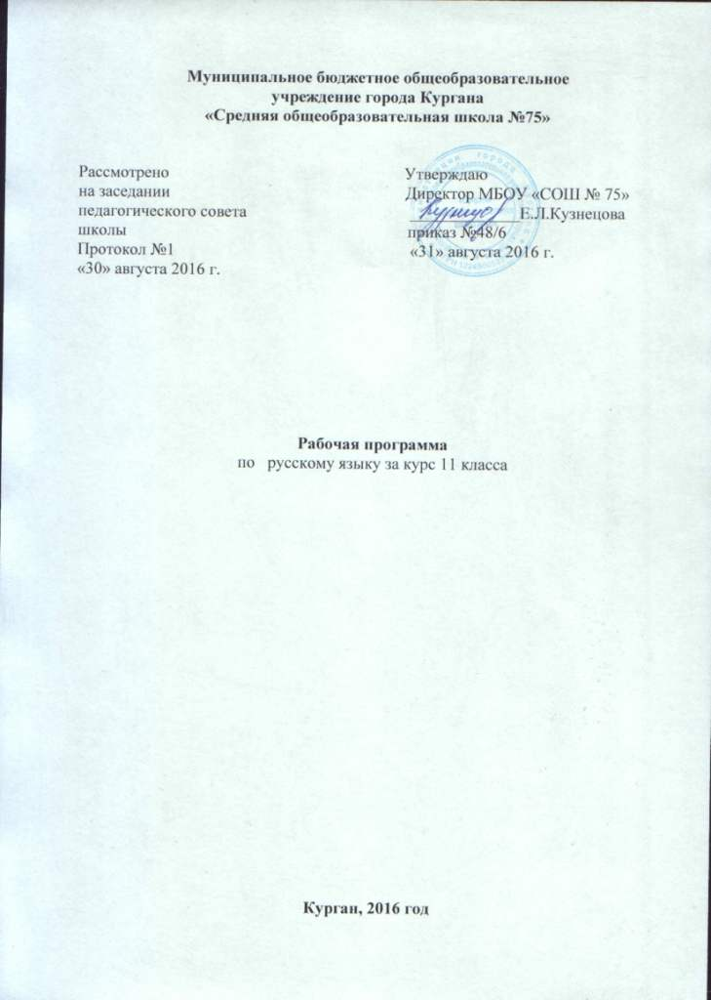 Муниципальное бюджетное общеобразовательное
учреждение города Кургана
«Средняя общеобразовательная школа №75»
Рассмотрено
на заседании
педагогического совета
школы
Протокол №1
«30» августа 2016 г.
Утверждаю
Директор МБОУ «СОШ № 75»
____________Е.Л.Кузнецова
приказ №48/6
«31» августа 2016 г.
Рабочая программа
по русскому языку за курс 11 класса
Курган, 2016 год